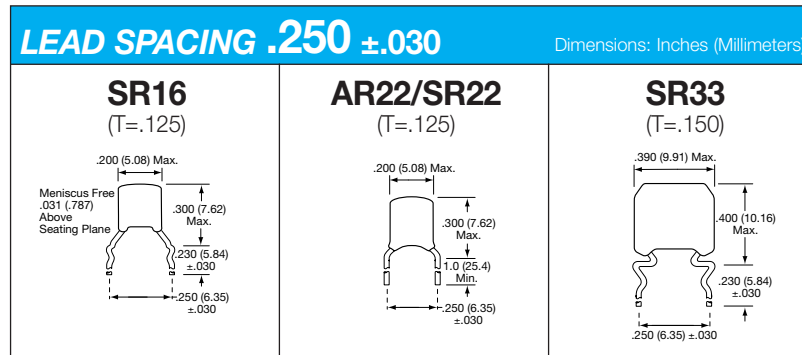 LEAD SPACING .250 ±.030
Dimensions: Inches (Millimeters)
SR16
(T=.125)
.200 (5.08) Max.
Meniscus Free
.031 (.787)
Above
Seating Plane
.300 (7.62)
Max.
.230 (5.84)
±.030
.250 (6.35)
±.030
AR22/SR22
(T=.125)
.200 (5.08) Max.
.300 (7.62)
Max.
1.0 (25.4)
Min.
.250 (6.35)
±.030
SR33
(T=.150)
.390 (9.91) Max.
.400 (10.16)
Max.
.230 (5.84)
±.030
.250 (6.35) ±.030